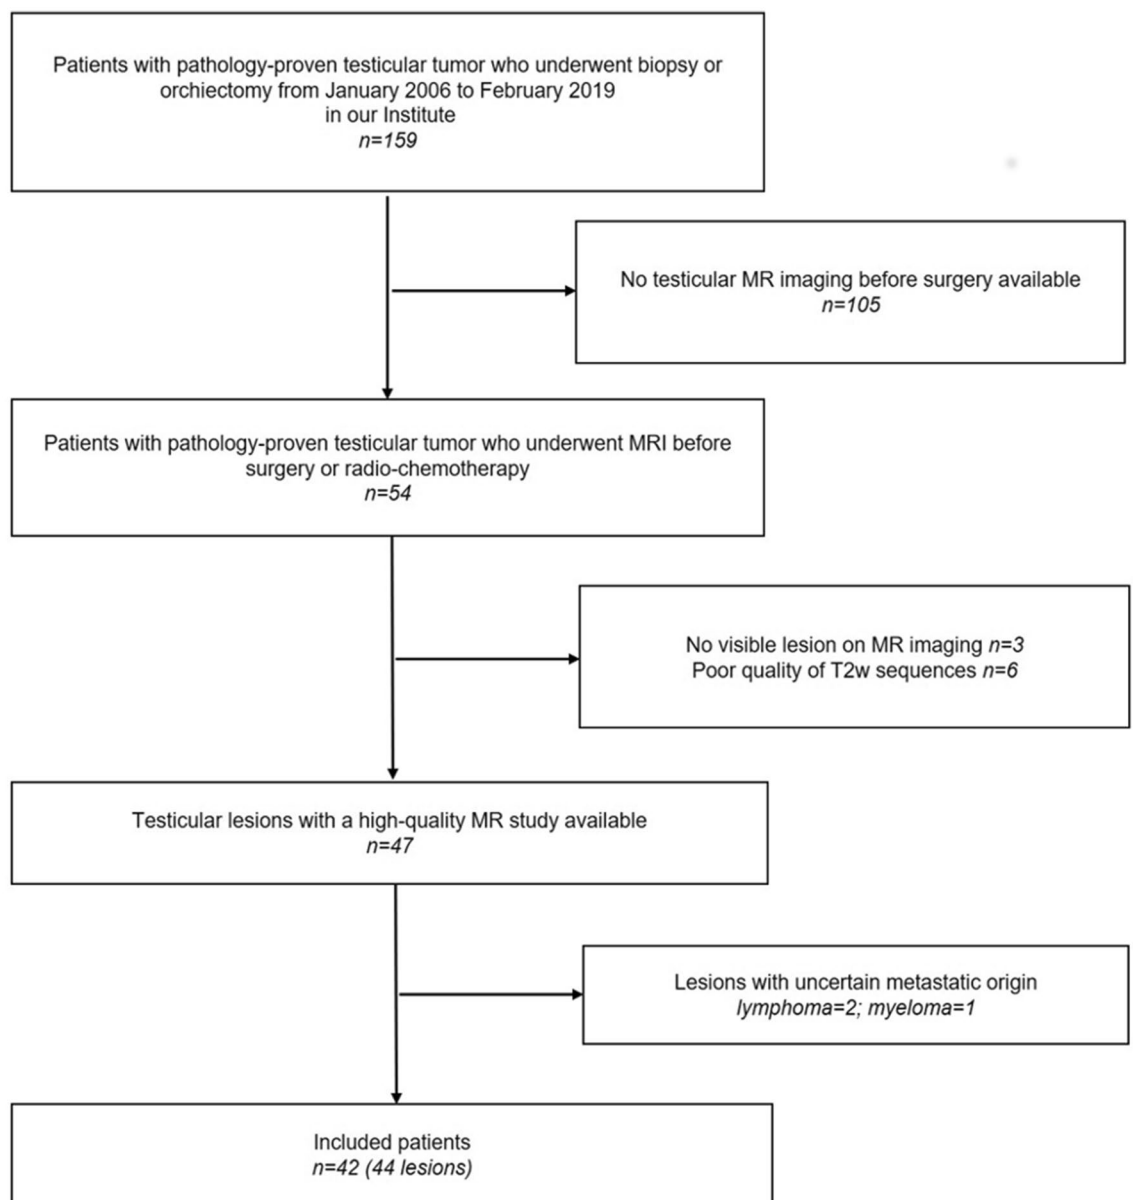 Patients with pathology-proven testicular tumor who underwent biopsy or
orchiectomy from January 2006 to February 2019
in our Institute
n=159
No testicular MR imaging before surgery available
n=105
Patients with pathology-proven testicular tumor who underwent MRI before
surgery or radio-chemotherapy
n=54
No visible lesion on MR imaging n=3
Poor quality of T2w sequences n=6
Testicular lesions with a high-quality MR study available
n=47
Lesions with uncertain metastatic origin
lymphoma=2; myeloma=1
Included patients
n=42 (44 lesions)